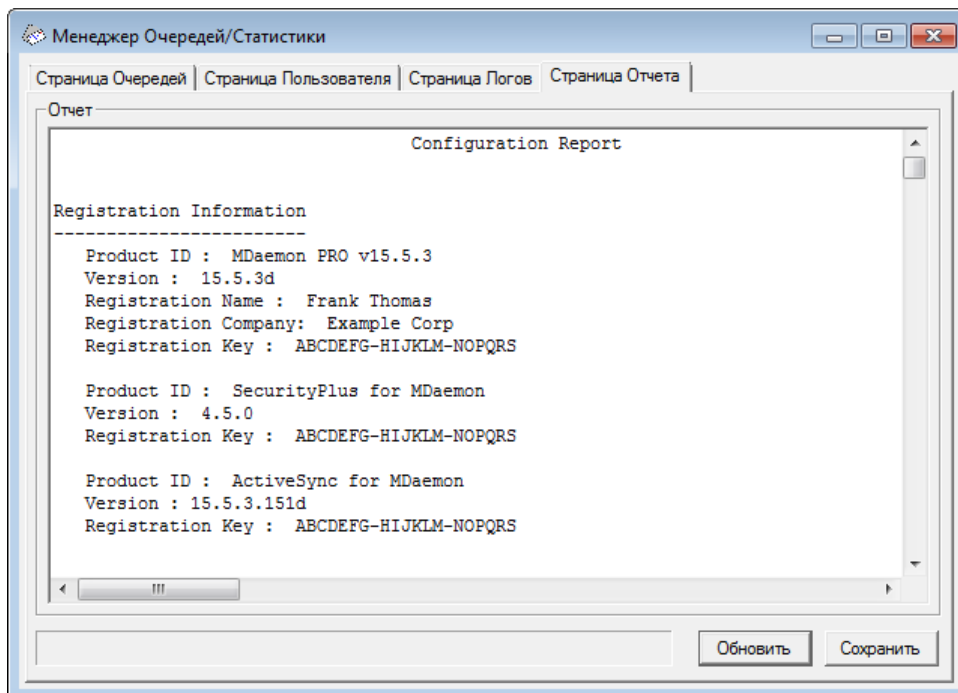 Менеджер Очередей/Статистики
Страница Очередей Страница Пользователя Страница Логов Страница Отчета
Отчет
Configuration Report
Registration Information
------------------------
Product ID :  MDaemon PRO v15.5.3
Version :  15.5.3d
Registration Name :  Frank Thomas
Registration Company:  Example Corp
Registration Key :  ABCDEFG-HIJKLM-NOPQRS
Product ID :  SecurityPlus for MDaemon
Version :  4.5.0
Registration Key :  ABCDEFG-HIJKLM-NOPQRS
Product ID :  ActiveSync for MDaemon
Version : 15.5.3.151d
Registration Key :  ABCDEFG-HIJKLM-NOPQRS
Обновить Сохранить